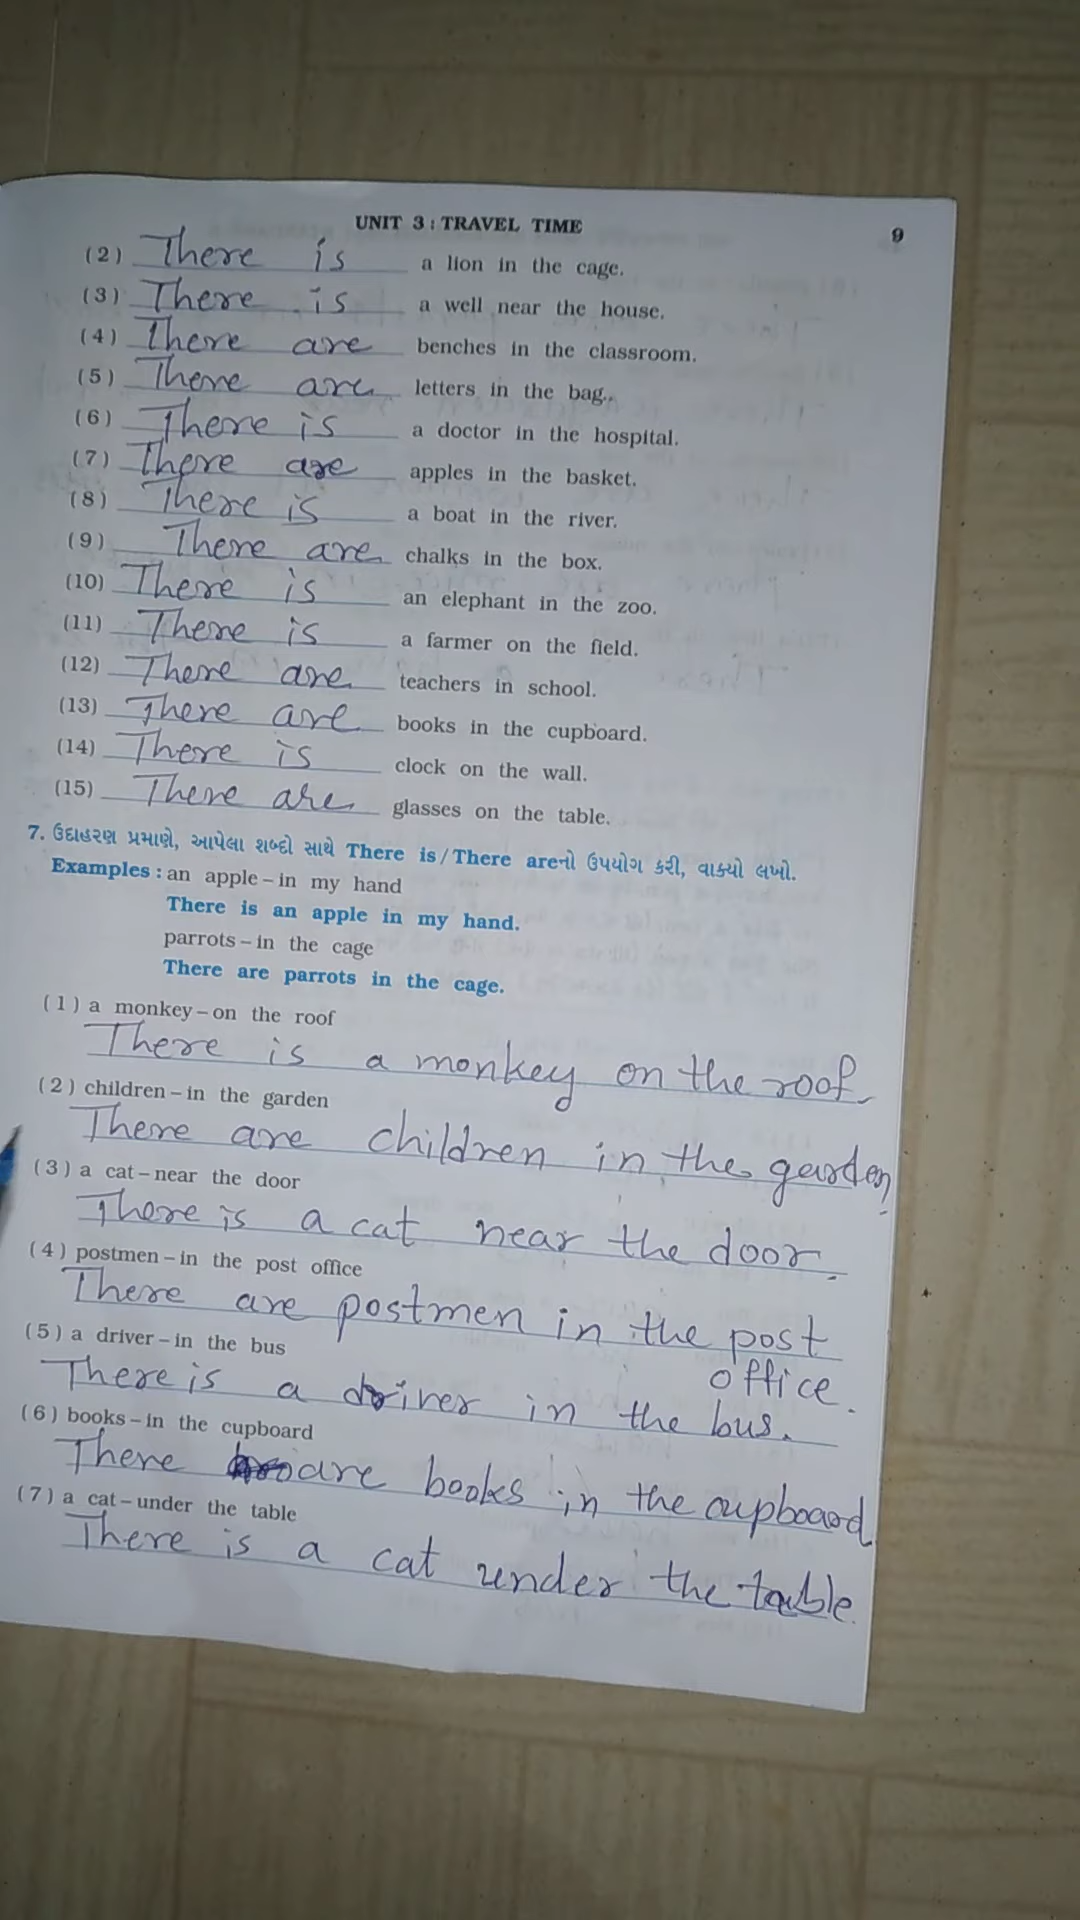 UNIT 3 : TRAVEL TIME 9
(2) There is a lion in the cage.
(3) There is a well near the house.
(4) There are benches in the classroom.
(5) There are letters in the bag..
(6) There is a doctor in the hospital.
(7) There are apples in the basket.
(8) There is a boat in the river.
(9) There are chalks in the box.
(10) There is an elephant in the zoo.
(11) There is a farmer on the field.
(12) There are teachers in school.
(13) There are books in the cupboard.
(14) There is clock on the wall.
(15) There are glasses on the table.
7. ઉદાહરણ પ્રમાણે, આપેલા શબ્દો સાથે There is / There areનો ઉપયોગ કરી, વાક્યો લખો.
Examples : an apple – in my hand
There is an apple in my hand.
parrots – in the cage
There are parrots in the cage.
(1) a monkey – on the roof
There is a monkey on the roof.
(2) children – in the garden
There are children in the garden.
(3) a cat – near the door
There is a cat near the door.
(4) postmen – in the post office
There are postmen in the post
office.
(5) a driver – in the bus
There is a driver in the bus.
(6) books – in the cupboard
There are books in the cupboard
(7) a cat – under the table
There is a cat under the table.